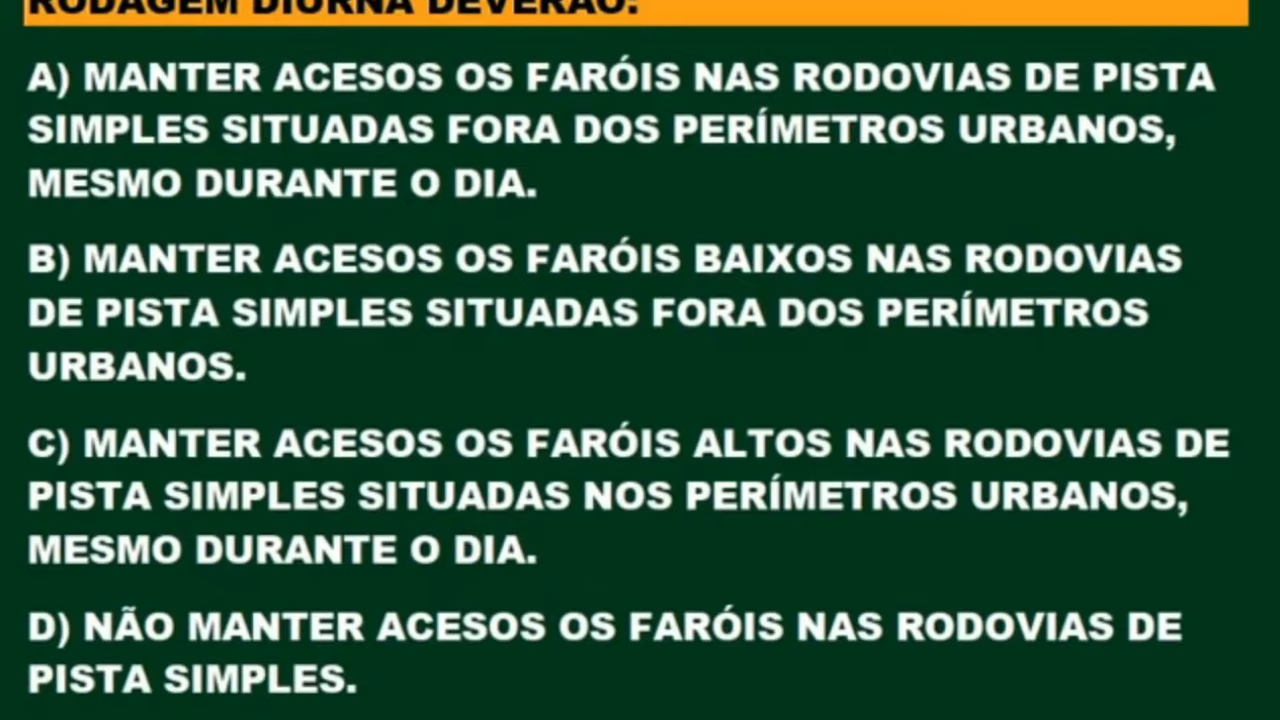 RODAGEM DIURNA DEVERÃO:
A) MANTER ACESOS OS FARÓIS NAS RODOVIAS DE PISTA
SIMPLES SITUADAS FORA DOS PERÍMETROS URBANOS,
MESMO DURANTE O DIA.
B) MANTER ACESOS OS FARÓIS BAIXOS NAS RODOVIAS
DE PISTA SIMPLES SITUADAS FORA DOS PERÍMETROS
URBANOS.
C) MANTER ACESOS OS FARÓIS ALTOS NAS RODOVIAS DE
PISTA SIMPLES SITUADAS NOS PERÍMETROS URBANOS,
MESMO DURANTE O DIA.
D) NÃO MANTER ACESOS OS FARÓIS NAS RODOVIAS DE
PISTA SIMPLES.